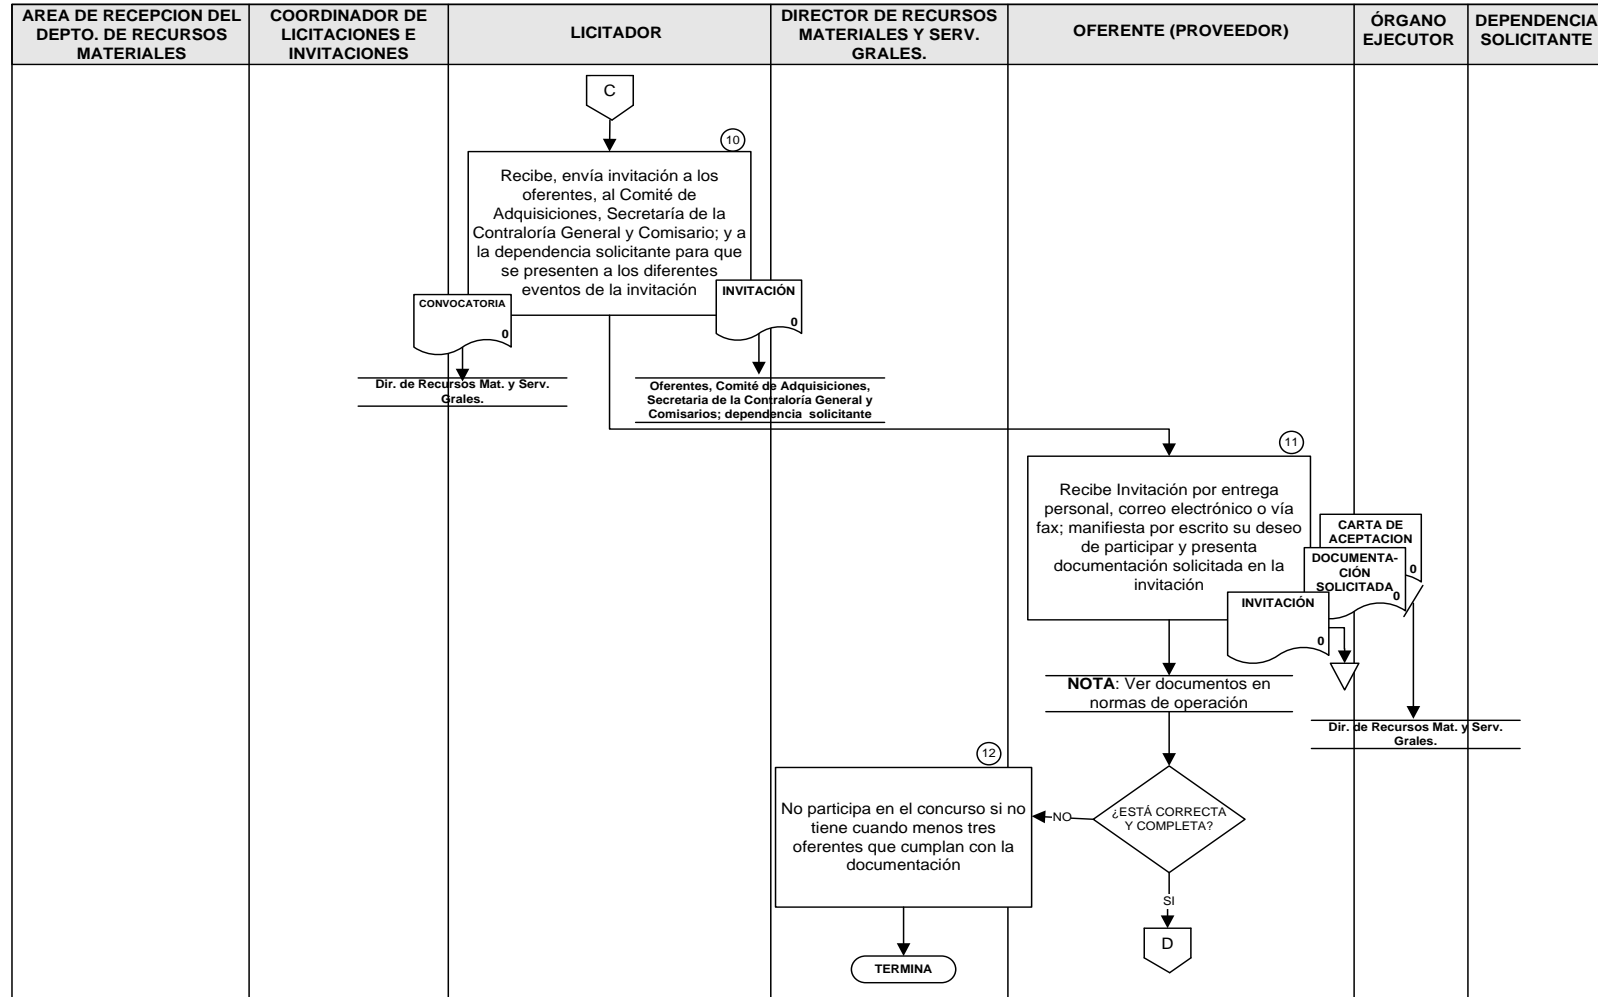 AREA DE RECEPCION DEL
DEPTO. DE RECURSOS
MATERIALES
COORDINADOR DE
LICITACIONES E
INVITACIONES
LICITADOR
DIRECTOR DE RECURSOS
MATERIALES Y SERV.
GRALES.
OFERENTE (PROVEEDOR)
ÓRGANO
EJECUTOR
DEPENDENCIA
SOLICITANTE
C
10
Recibe, envía invitación a los
oferentes, al Comité de
Adquisiciones, Secretaría de la
Contraloría General y Comisario; y a
la dependencia solicitante para que
se presenten a los diferentes
eventos de la invitación
CONVOCATORIA
0
INVITACIÓN
0
Dir. de Recursos Mat. y Serv.
Grales.
Oferentes, Comité de Adquisiciones,
Secretaria de la Contraloría General y
Comisarios; dependencia solicitante
11
Recibe Invitación por entrega
personal, correo electrónico o vía
fax; manifiesta por escrito su deseo
de participar y presenta
documentación solicitada en la
invitación
CARTA DE
ACEPTACION
0
DOCUMENTA-
CIÓN
SOLICITADA
0
INVITACIÓN
0
NOTA: Ver documentos en
normas de operación
Dir. de Recursos Mat. y Serv.
Grales.
12
No participa en el concurso si no
tiene cuando menos tres
oferentes que cumplan con la
documentación
NO
¿ESTÁ CORRECTA
Y COMPLETA?
SI
D
TERMINA